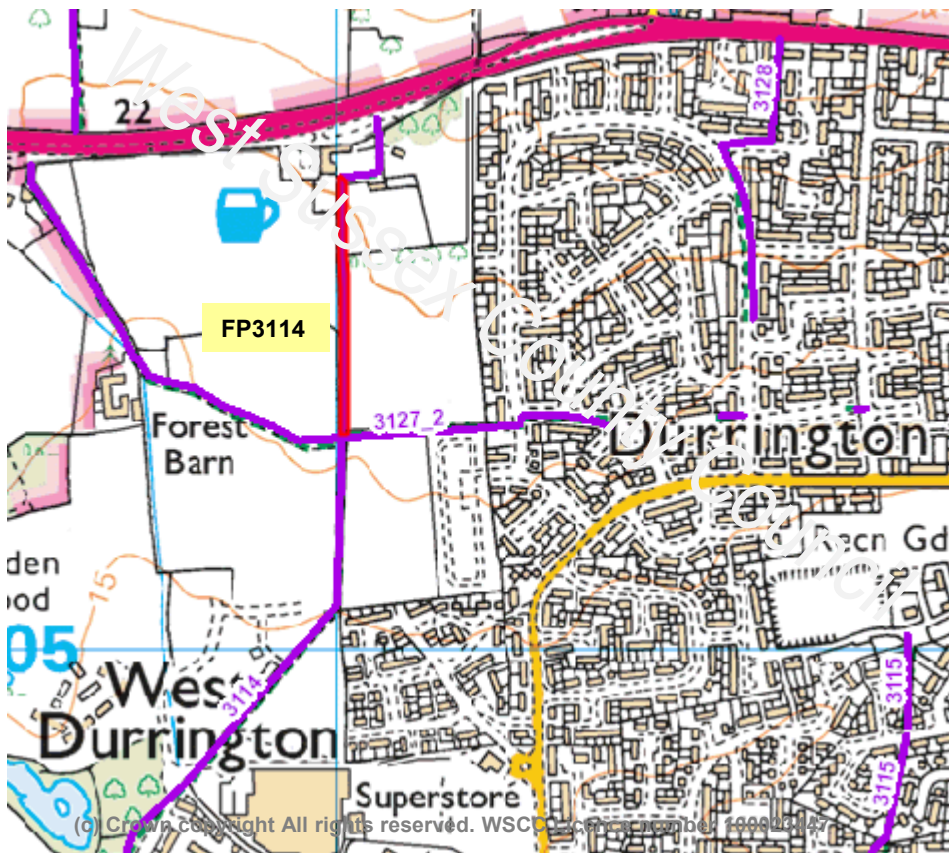 22
3128
FP3114
3127_2
Forest
Barn
Durrington
Recn Gd
den
ood
15
05
West
Durrington
3114
3115
3115
Superstore
West Sussex County Council
(c) Crown copyright All rights reserved. WSCC Licence number 100023447